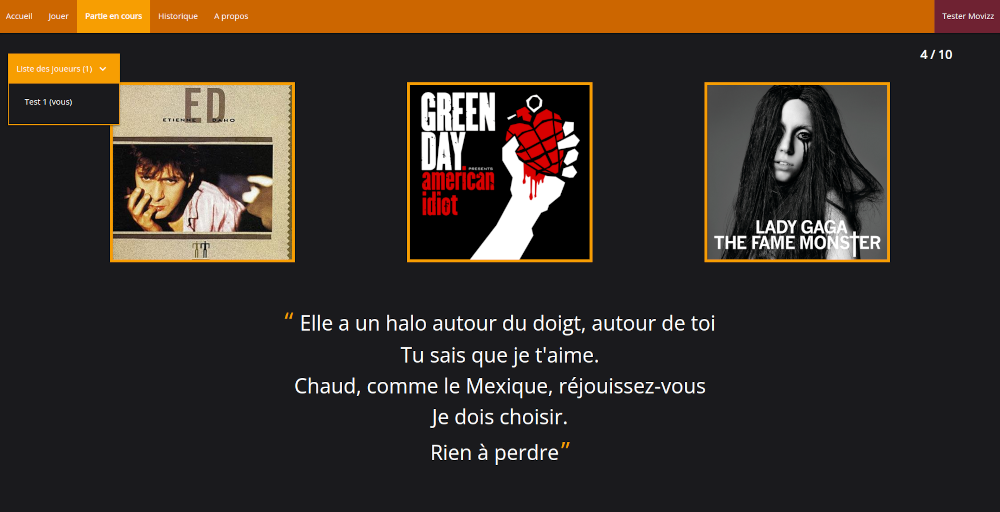 Accueil Jouer Partie en cours Historique A propos Tester Movizz
4 / 10
Liste des joueurs (1)
Test 1 (vous)
ED
ETIENNE DAHO
GREEN
DAY
PRESENTS
american
idiot
LADY GAGA
THE FAME MONSTER
“ Elle a un halo autour du doigt, autour de toi
Tu sais que je t'aime.
Chaud, comme le Mexique, réjouissez-vous
Je dois choisir.
Rien à perdre”